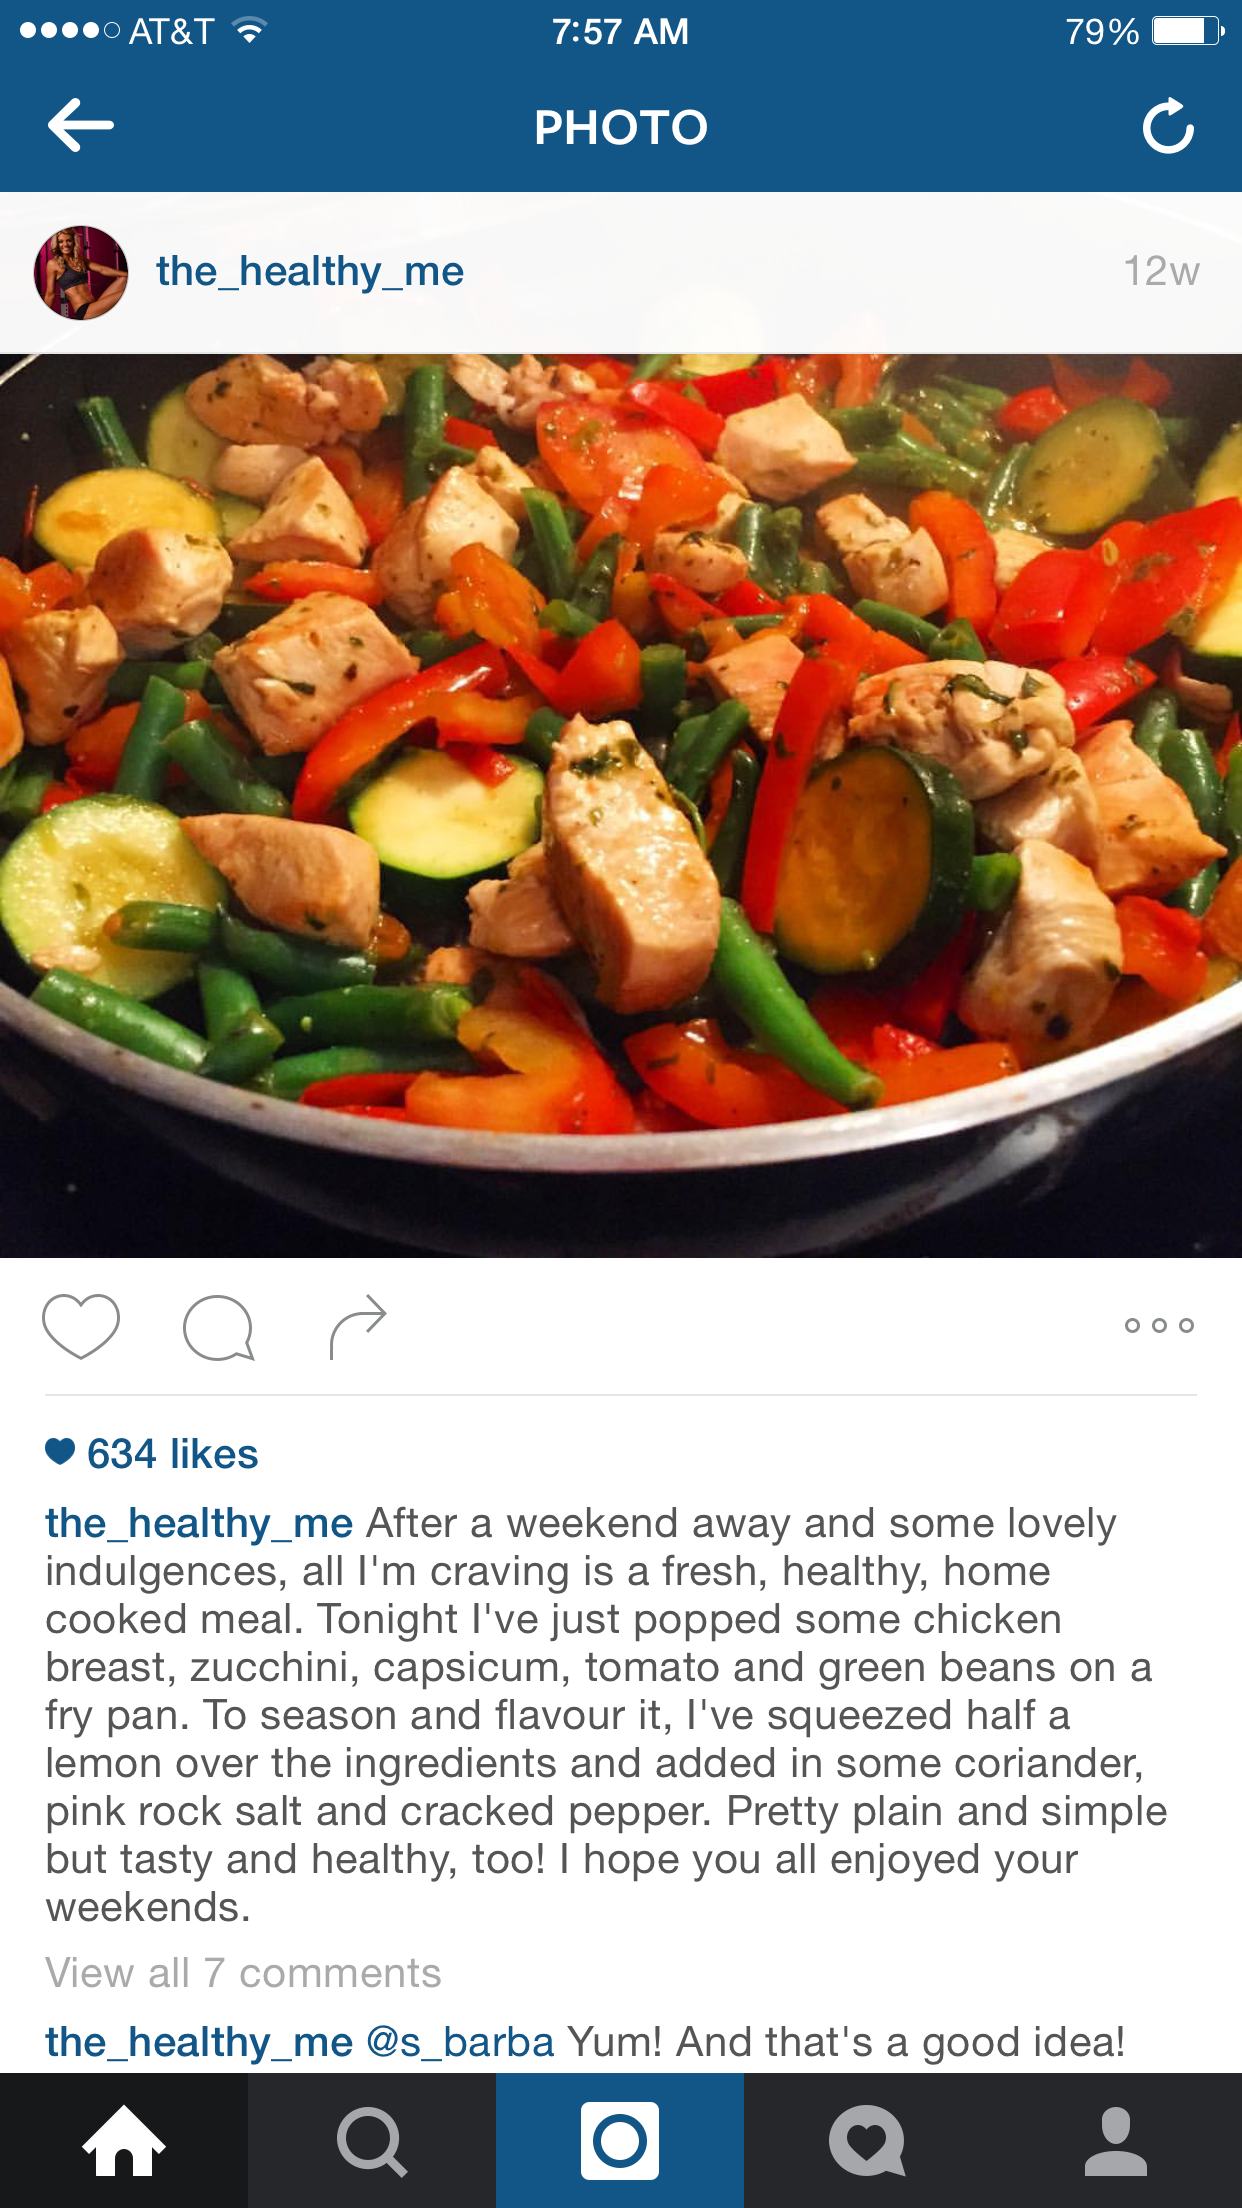 AT&T 7:57 AM 79%
PHOTO
the_healthy_me 12w
634 likes
the_healthy_me After a weekend away and some lovely
indulgences, all I'm craving is a fresh, healthy, home
cooked meal. Tonight I've just popped some chicken
breast, zucchini, capsicum, tomato and green beans on a
fry pan. To season and flavour it, I've squeezed half a
lemon over the ingredients and added in some coriander,
pink rock salt and cracked pepper. Pretty plain and simple
but tasty and healthy, too! I hope you all enjoyed your
weekends.
View all 7 comments
the_healthy_me @s_barba Yum! And that's a good idea!